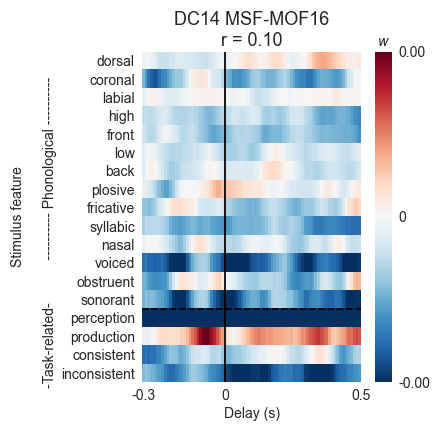 DC14 MSF-MOF16
r = 0.10
w
dorsal
coronal
labial
high
front
low
back
plosive
fricative
syllabic
nasal
voiced
obstruent
sonorant
perception
production
consistent
inconsistent
Stimulus feature
-Task-related- ----------- Phonological -----------
0.00
0
-0.00
-0.3
0
0.5
Delay (s)